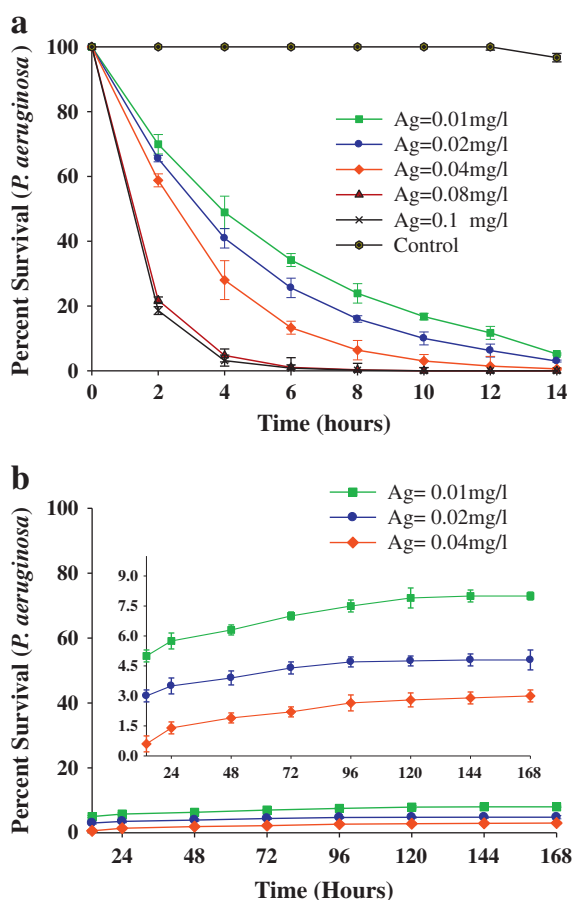 a
100
80
60
40
20
0
Percent Survival (P. aeruginosa)
Ag=0.01mg/l
Ag=0.02mg/l
Ag=0.04mg/l
Ag=0.08mg/l
Ag=0.1 mg/l
Control
0 2 4 6 8 10 12 14
Time (hours)
b
100
80
60
40
20
0
Percent Survival (P. aeruginosa)
Ag= 0.01mg/l
Ag= 0.02mg/l
Ag= 0.04mg/l
9.0
7.5
6.0
4.5
3.0
1.5
0.0
24 48 72 96 120 144 168
24 48 72 96 120 144 168
Time (Hours)